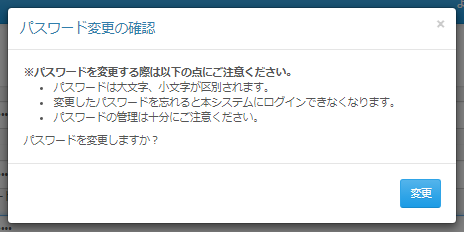 パスワード変更の確認
×
※パスワードを変更する際は以下の点にご注意ください。
• パスワードは大文字、小文字が区別されます。
• 変更したパスワードを忘れると本システムにログインできなくなります。
• パスワードの管理は十分にご注意ください。
パスワードを変更しますか？
変更